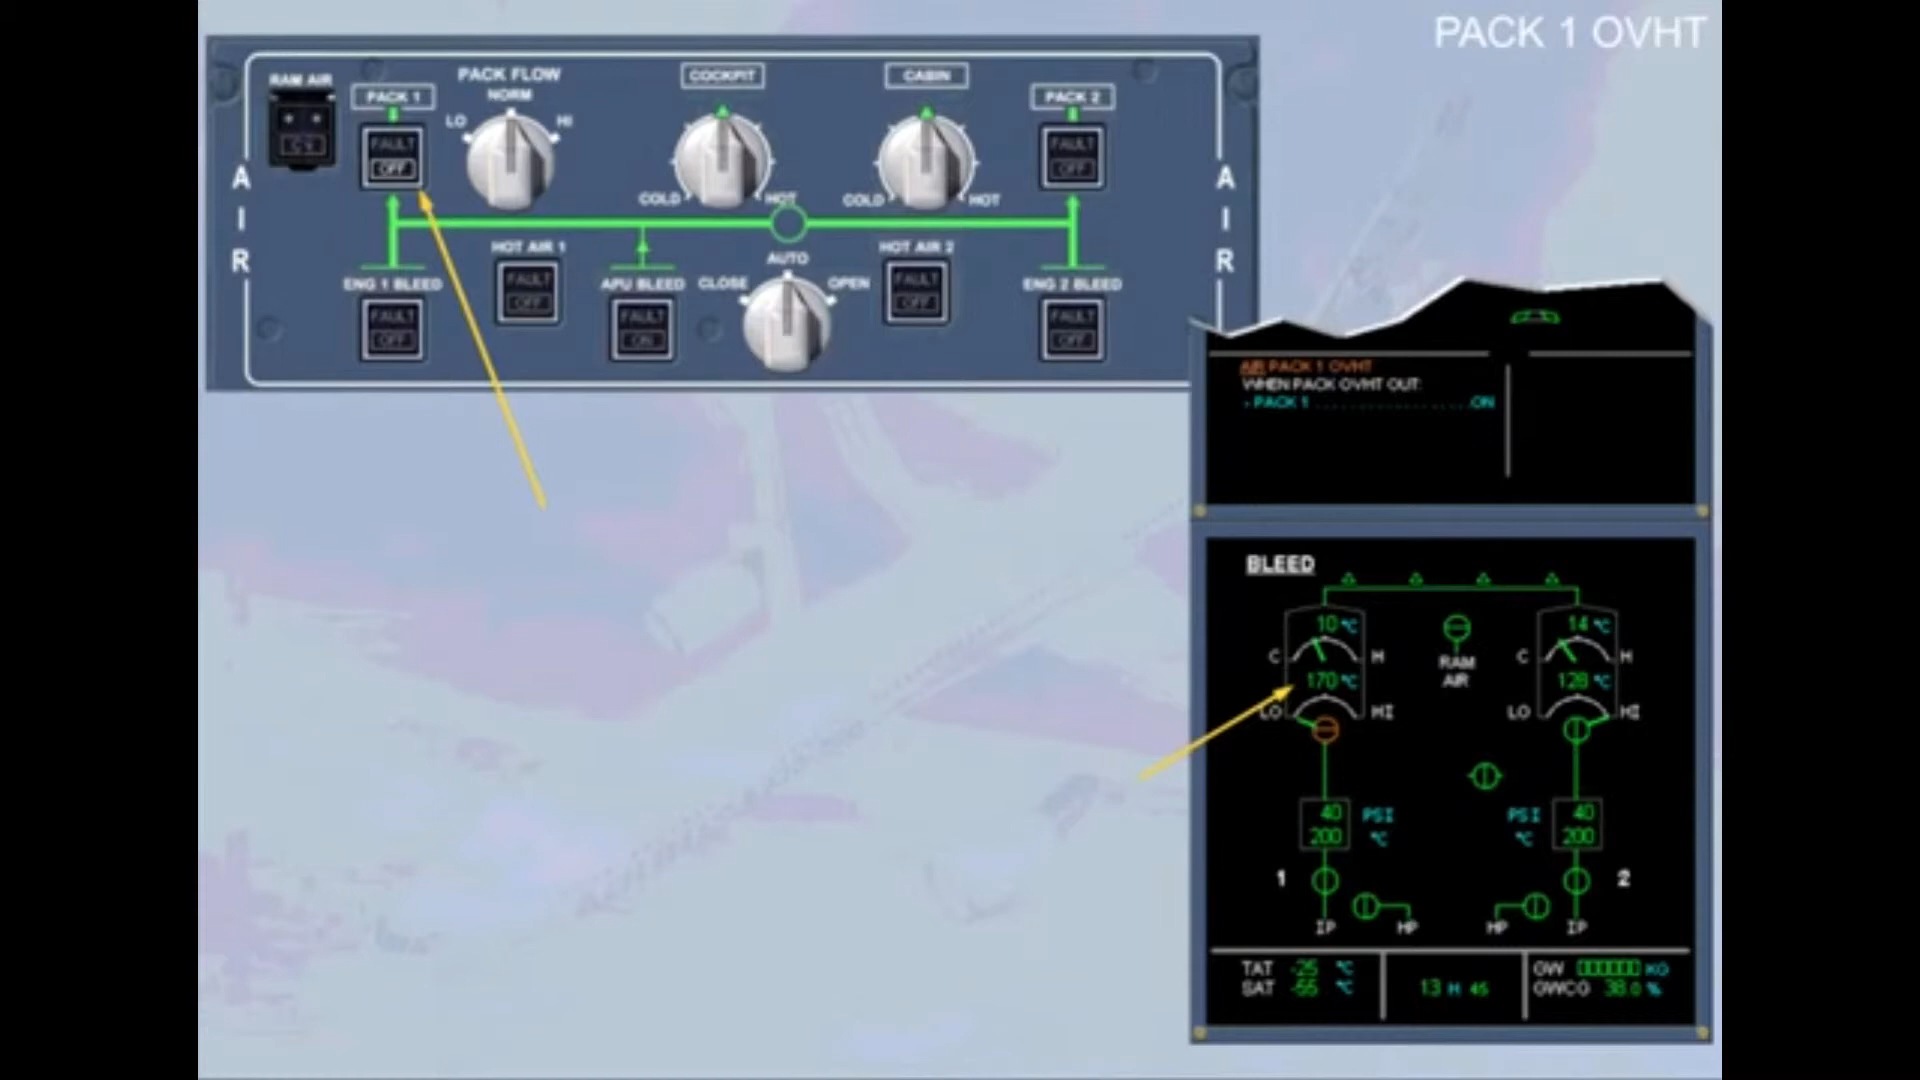 PACK 1 OVHT
RAM AIR
PACK 1
PACK FLOW
COCKPIT
CABIN
PACK 2
LO NORM HI
FAULT
OFF
FAULT
OFF
COLD HOT
COLD HOT
A
I
R
A
I
R
HOT AIR 1
AUTO
HOT AIR 2
ENG 1 BLEED
FAULT
OFF
APU BLEED
CLOSE OPEN
FAULT
OFF
ENG 2 BLEED
FAULT
OFF
FAULT
ON
FAULT
OFF
AIR PACK 1 OVHT
WHEN PACK OVHT OUT:
- PACK 1 ......................ON
BLEED
10 °C
14 °C
C H
RAM
AIR
C H
170 °C
128 °C
LO HI
LO HI
40 PSI
PSI 40
200 °C
°C 200
1
2
IP HP
HP IP
TAT -25 °C
SAT -55 °C
13 H 45
GW KG
GWCG 38.0 %